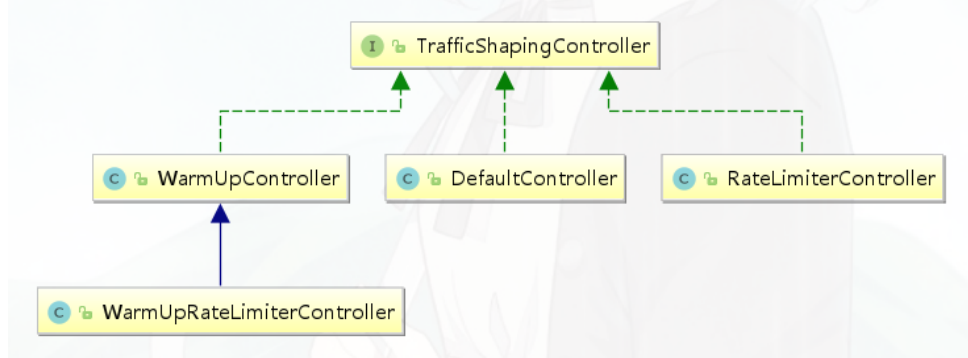 I TrafficShapingController
C WarmUpController
C DefaultController
C RateLimiterController
C WarmUpRateLimiterController